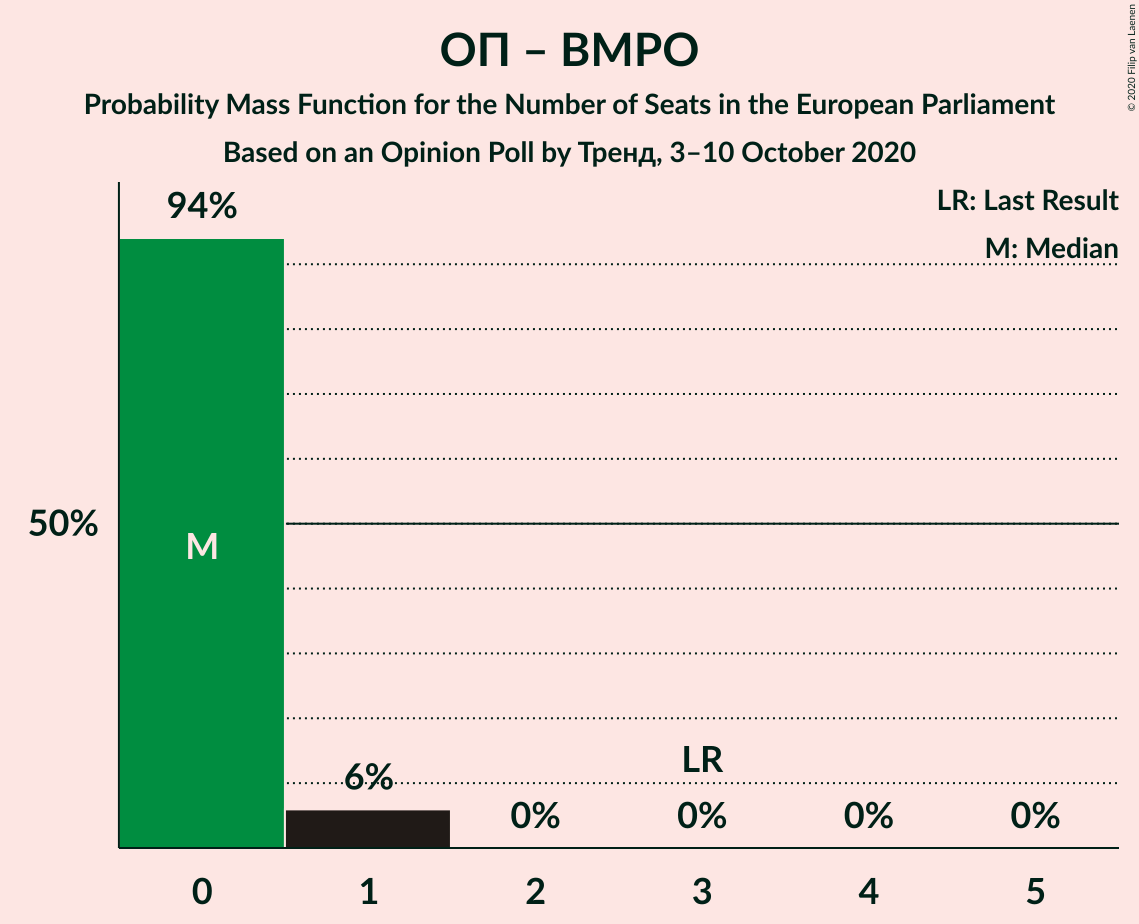 ОП – ВМРО
Probability Mass Function for the Number of Seats in the European Parliament
Based on an Opinion Poll by Тренд, 3–10 October 2020
© 2020 Filip van Laenen
LR: Last Result
M: Median
94%
50%
M
6%
LR
0% 0% 0% 0%
0 1 2 3 4 5